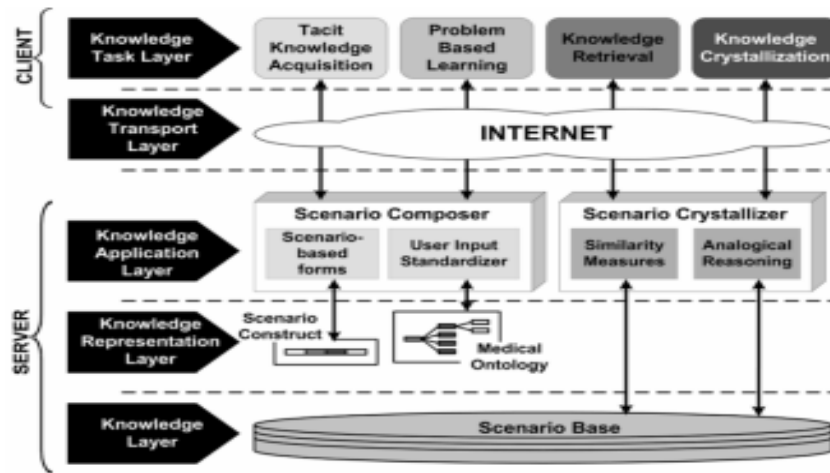 CLIENT
Knowledge
Task Layer
Tacit
Knowledge
Acquisition
Problem
Based
Learning
Knowledge
Retrieval
Knowledge
Crystallization
Knowledge
Transport
Layer
INTERNET
SERVER
Knowledge
Application
Layer
Scenario Composer
Scenario-
based
forms
User Input
Standardizer
Scenario Crystallizer
Similarity
Measures
Analogical
Reasoning
Knowledge
Representation
Layer
Scenario
Construct
Medical
Ontology
Knowledge
Layer
Scenario Base